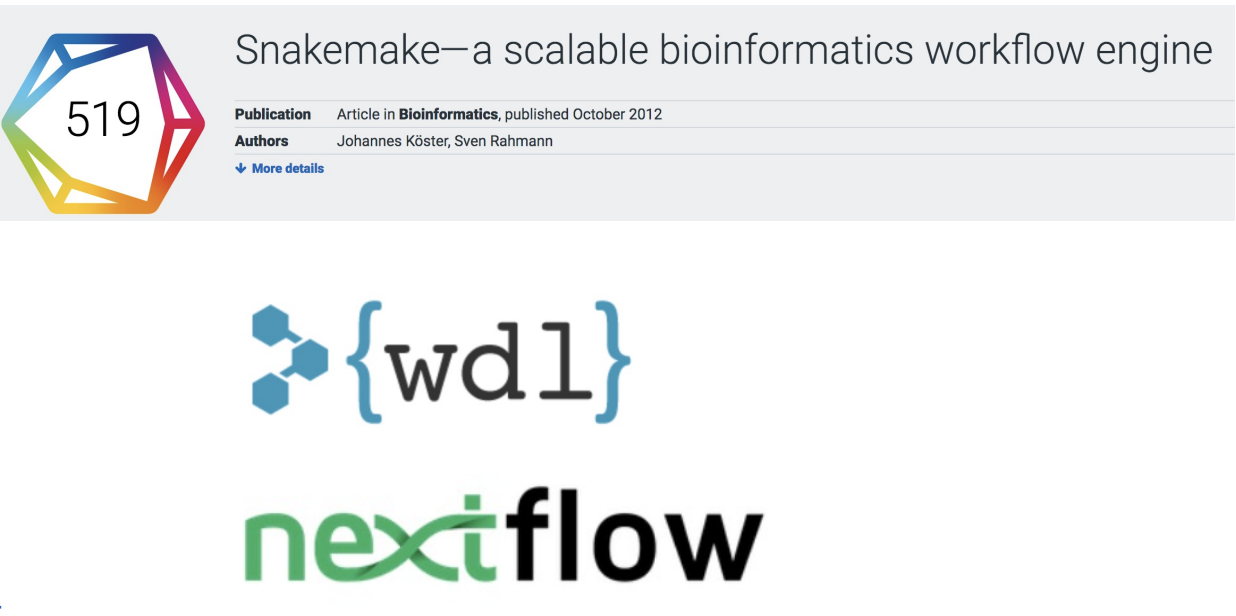 Snakemake—a scalable bioinformatics workflow engine
519
Publication Article in Bioinformatics, published October 2012
Authors Johannes Köster, Sven Rahmann
More details
{wdl}
nextflow